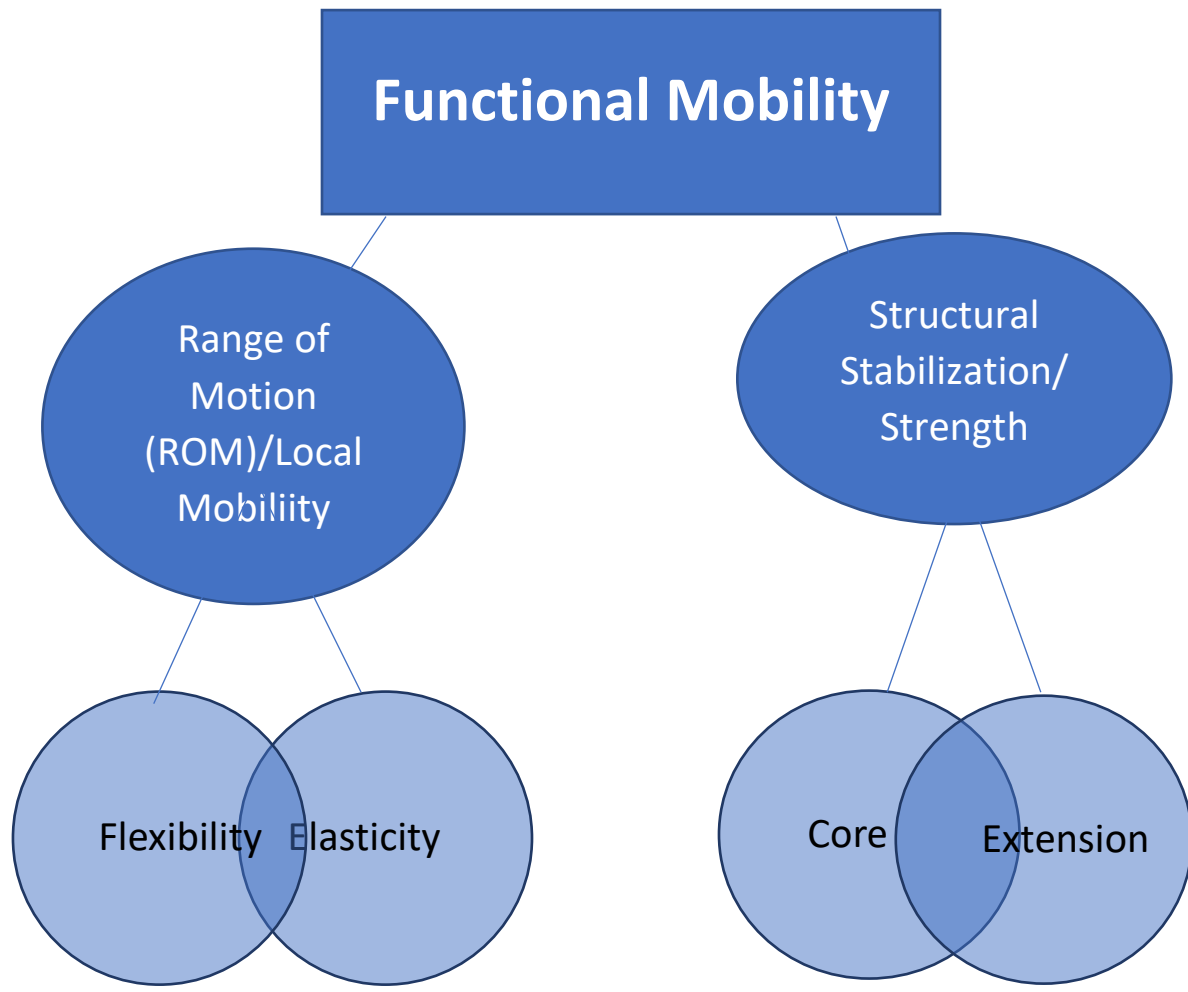 Functional Mobility
Range of
Motion
(ROM)/Local
Mobiliity
Structural
Stabilization/
Strength
Flexibility
Elasticity
Core
Extension